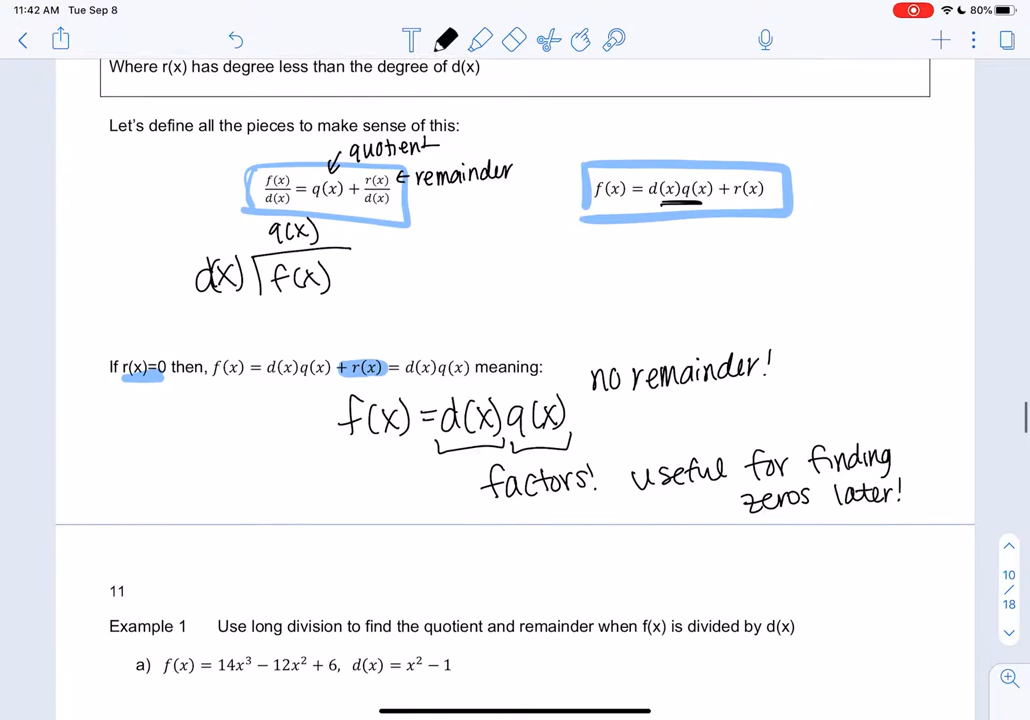 11:42 AM Tue Sep 8
80%
Where r(x) has degree less than the degree of d(x)
Let's define all the pieces to make sense of this:
quotient
f(x)/d(x) = q(x) + r(x)/d(x)
remainder
f(x) = d(x)q(x) + r(x)
q(x)
d(x) f(x)
If r(x)=0 then, f(x) = d(x)q(x) + r(x) = d(x)q(x) meaning:
no remainder!
f(x) = d(x) q(x)
factors! useful for finding
zeros later!
11
Example 1 Use long division to find the quotient and remainder when f(x) is divided by d(x)
a) f(x) = 14x³ − 12x² + 6, d(x) = x² − 1
10
/
18